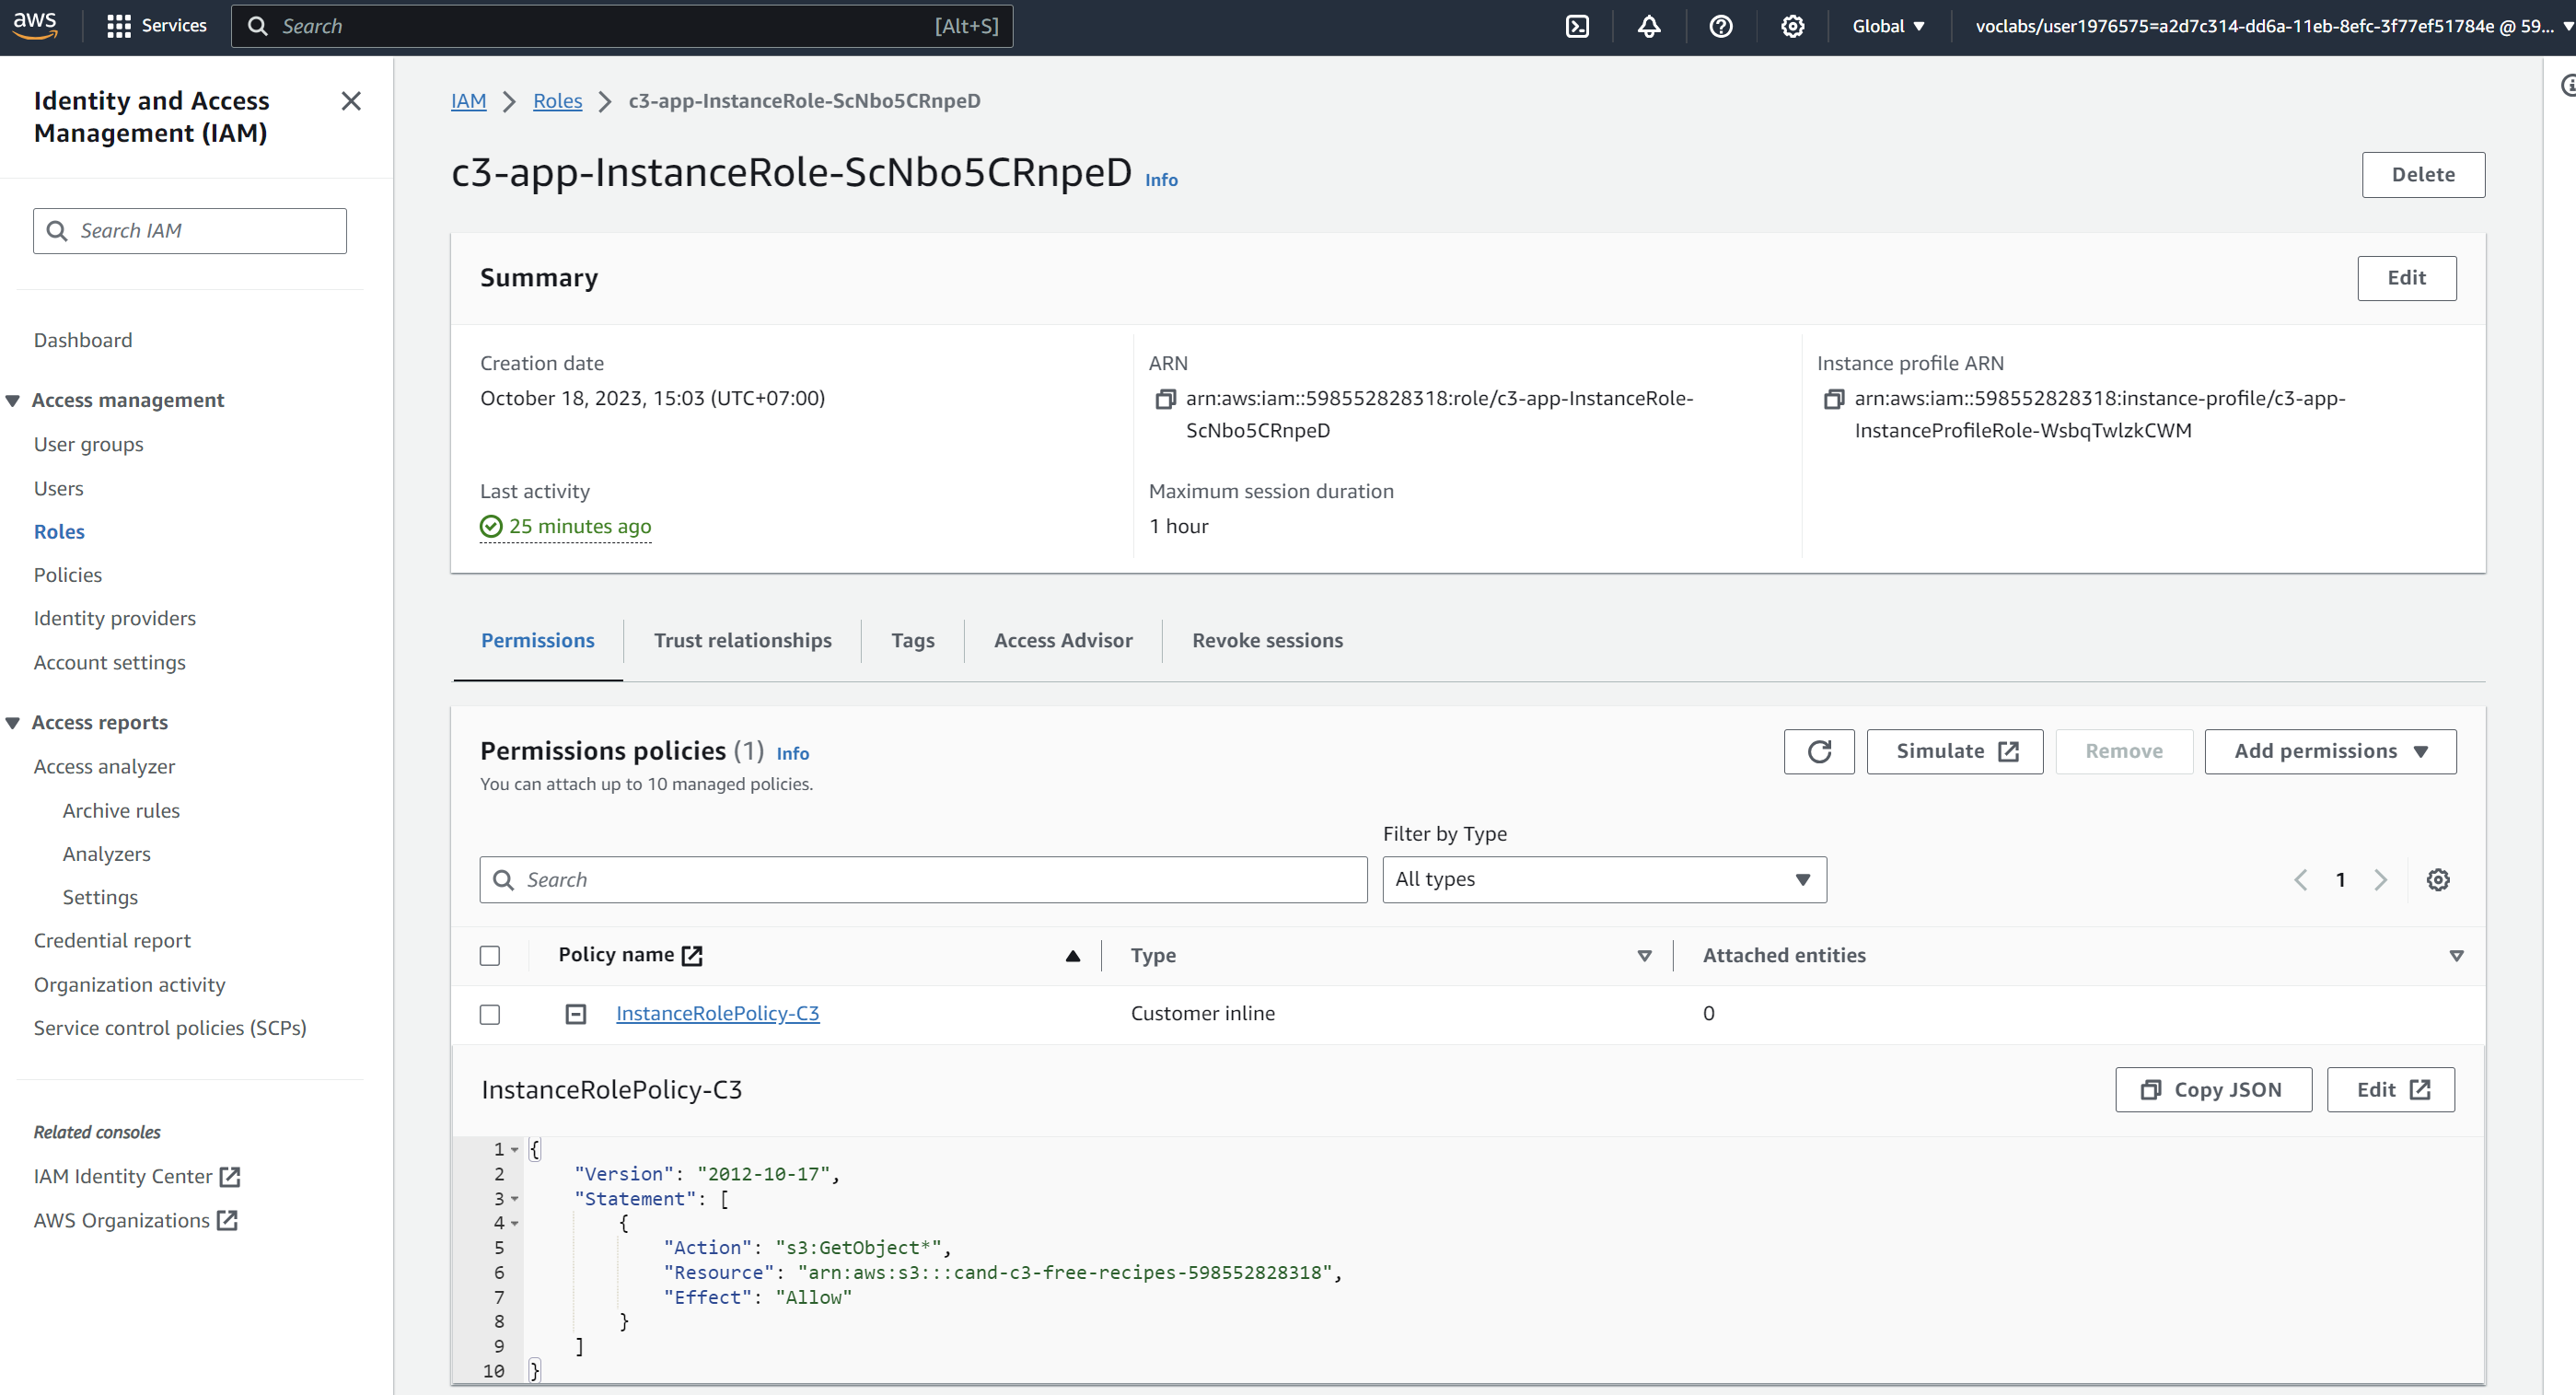 aws
Services
Search
[Alt+S]
Global
voclabs/user1976575=a2d7c314-dd6a-11eb-8efc-3f77ef51784e @ 59...
Identity and Access
Management (IAM)
Search IAM
Dashboard
Access management
User groups
Users
Roles
Policies
Identity providers
Account settings
Access reports
Access analyzer
Archive rules
Analyzers
Settings
Credential report
Organization activity
Service control policies (SCPs)
Related consoles
IAM Identity Center
AWS Organizations
IAM > Roles > c3-app-InstanceRole-ScNbo5CRnpeD
c3-app-InstanceRole-ScNbo5CRnpeD Info
Delete
Summary
Edit
Creation date
October 18, 2023, 15:03 (UTC+07:00)
ARN
arn:aws:iam::598552828318:role/c3-app-InstanceRole-
ScNbo5CRnpeD
Instance profile ARN
arn:aws:iam::598552828318:instance-profile/c3-app-
InstanceProfileRole-WsbqTwlzkCWM
Last activity
25 minutes ago
Maximum session duration
1 hour
Permissions
Trust relationships
Tags
Access Advisor
Revoke sessions
Permissions policies (1) Info
You can attach up to 10 managed policies.
Simulate
Remove
Add permissions
Filter by Type
Search
All types
1
Policy name
Type
Attached entities
InstanceRolePolicy-C3
Customer inline
0
InstanceRolePolicy-C3
Copy JSON
Edit
1 {
2 "Version": "2012-10-17",
3 "Statement": [
4 {
5 "Action": "s3:GetObject*",
6 "Resource": "arn:aws:s3:::cand-c3-free-recipes-598552828318",
7 "Effect": "Allow"
8 }
9 ]
10 }